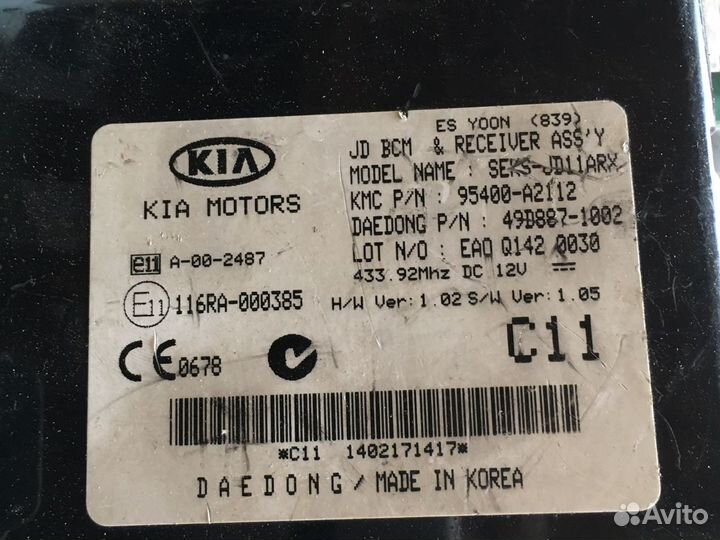 ES YOON (839)
KIA
JD BCM & RECEIVER ASS'Y
MODEL NAME : SEKS-JD11ARX
KIA MOTORS
KMC P/N : 95400-A2112
DAEDONG P/N : 49D887-1002
LOT N/O : EAO Q142 0030
e11 A-00-2487
433.92Mhz DC 12V
E11 116RA-000385
H/W Ver: 1.02 S/W Ver: 1.05
CE 0678
C11
*C11 1402171417*
DAEDONG / MADE IN KOREA
Avito